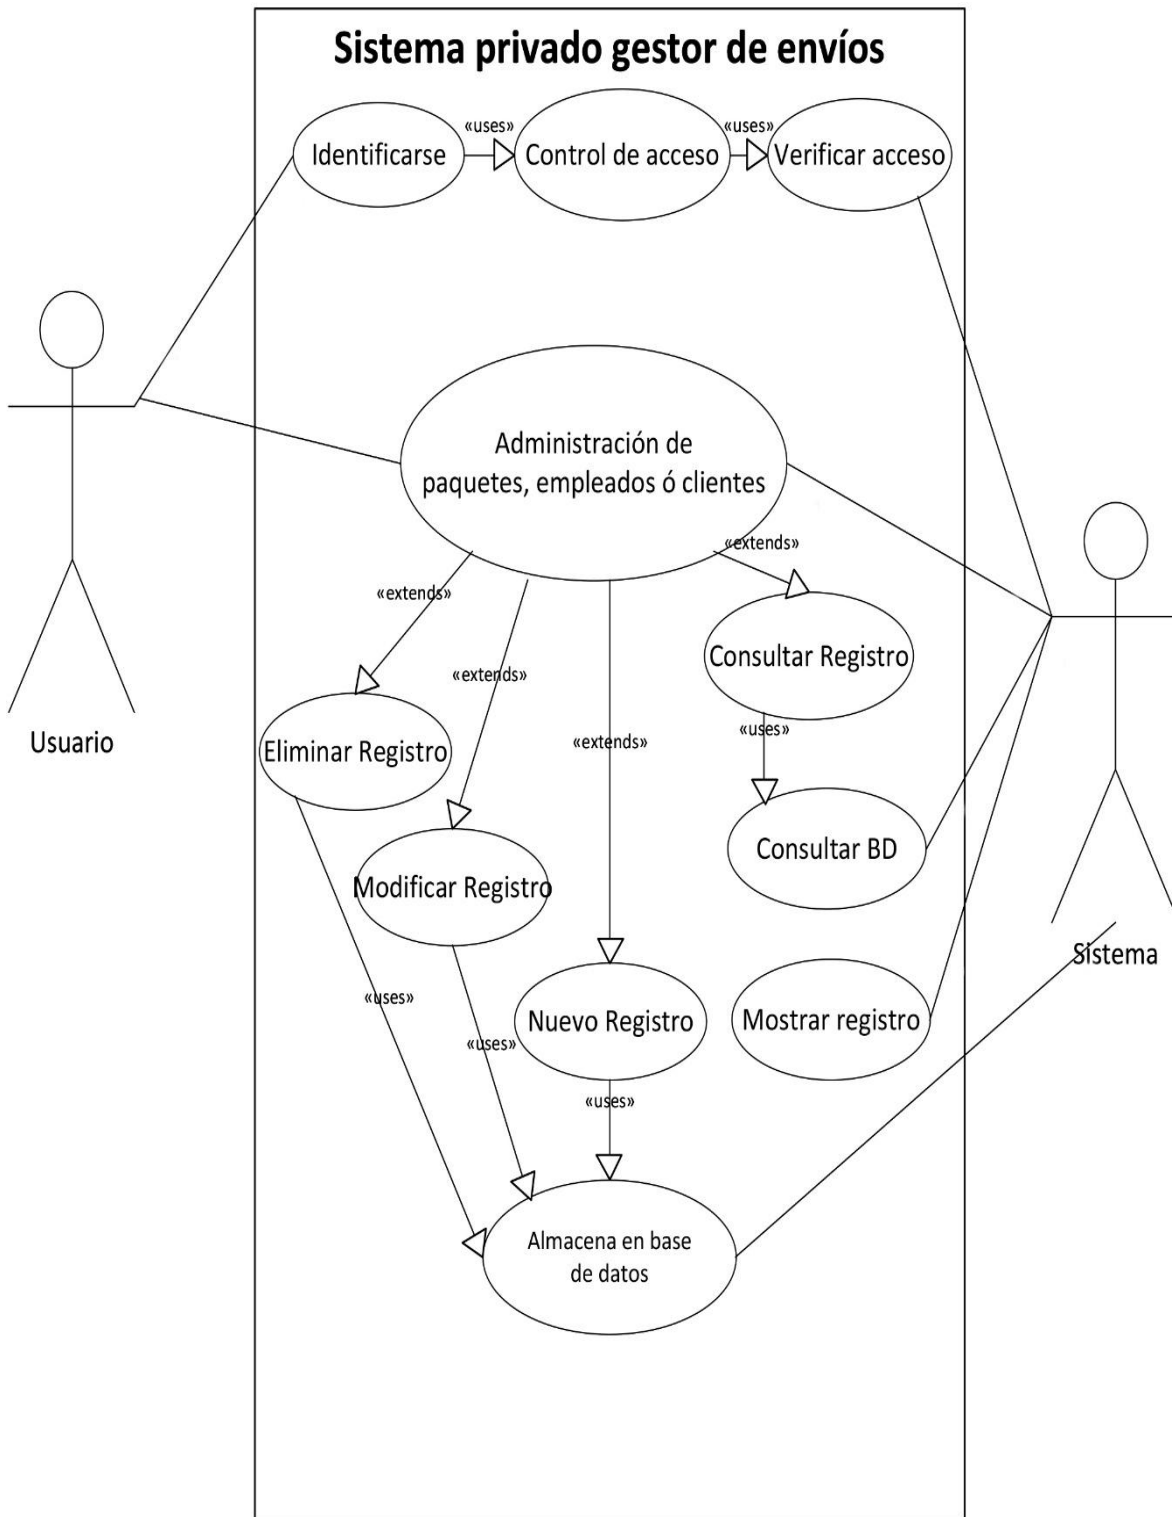 Sistema privado gestor de envíos
«uses»
«uses»
Identificarse
Control de acceso
Verificar acceso
Administración de
paquetes, empleados ó clientes
«extends»
«extends»
«extends»
«extends»
Consultar Registro
«uses»
Usuario
Eliminar Registro
Consultar BD
Modificar Registro
Sistema
«uses»
«uses»
Nuevo Registro
Mostrar registro
«uses»
Almacena en base
de datos